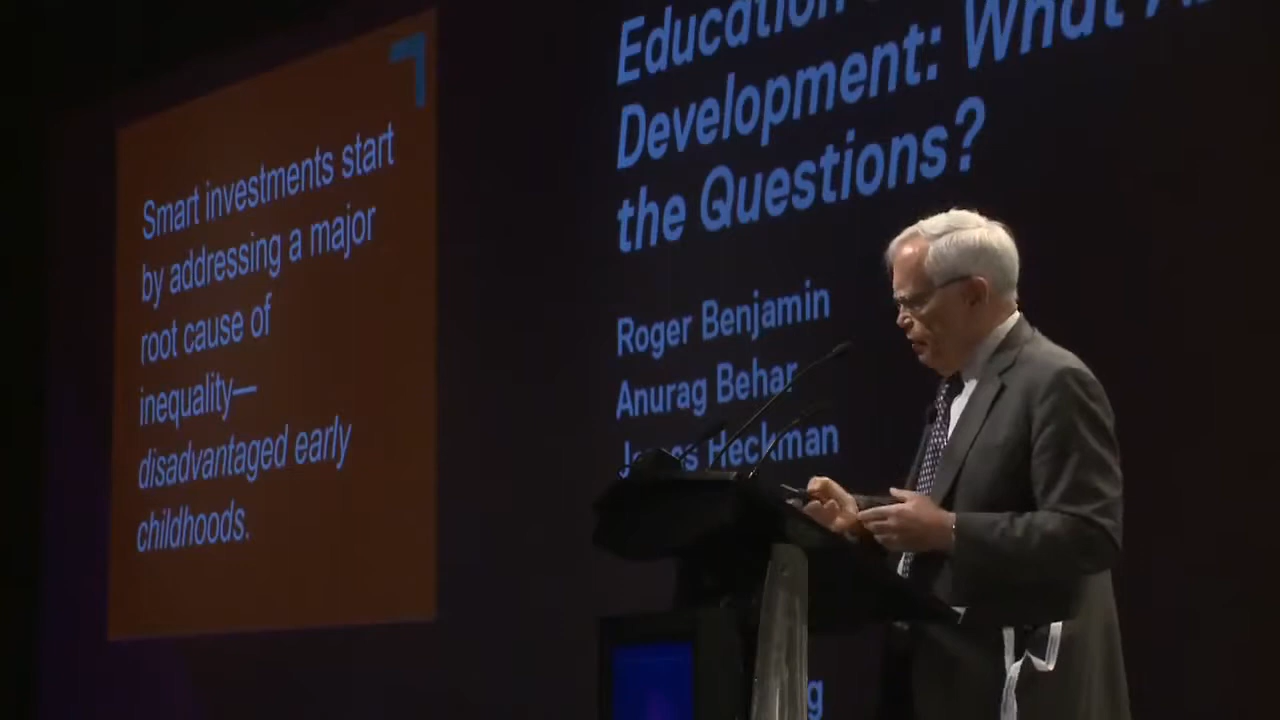 Smart investments start
by addressing a major
root cause of
inequality—
disadvantaged early
childhoods.
Education
Development: What
the Questions?
Roger Benjamin
Anurag Behar
Heckman